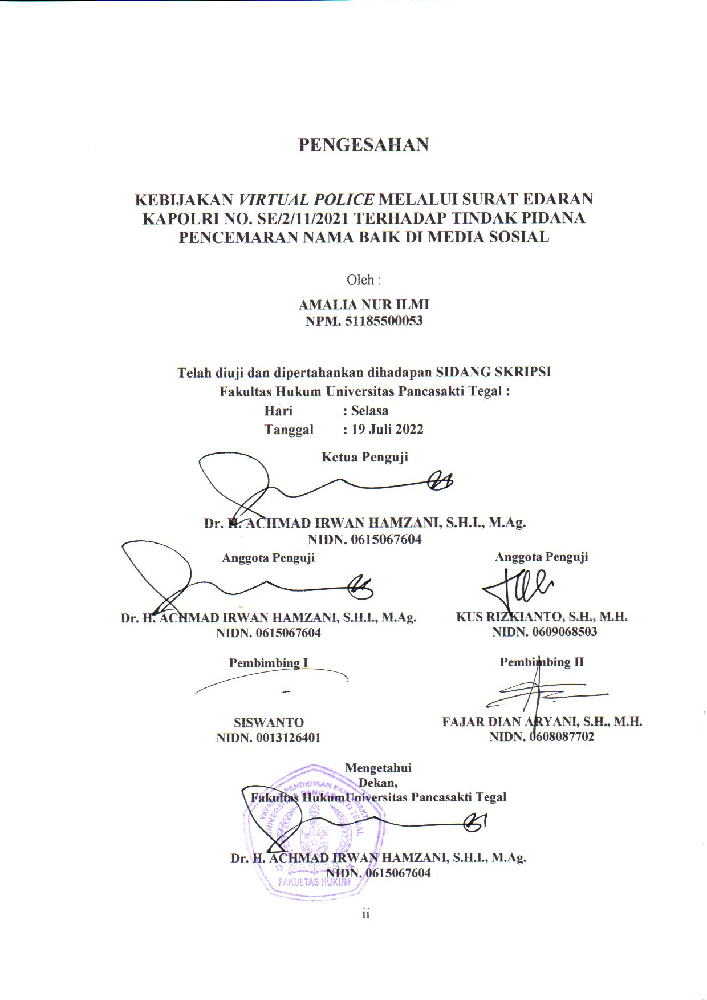 PENGESAHAN
KEBIJAKAN VIRTUAL POLICE MELALUI SURAT EDARAN
KAPOLRI NO. SE/2/11/2021 TERHADAP TINDAK PIDANA
PENCEMARAN NAMA BAIK DI MEDIA SOSIAL
Oleh :
AMALIA NUR ILMI
NPM. 51185500053
Telah diuji dan dipertahankan dihadapan SIDANG SKRIPSI
Fakultas Hukum Universitas Pancasakti Tegal :
Hari : Selasa
Tanggal : 19 Juli 2022
Ketua Penguji
Dr. H. ACHMAD IRWAN HAMZANI, S.H.I., M.Ag.
NIDN. 0615067604
Anggota Penguji
Dr. H. ACHMAD IRWAN HAMZANI, S.H.I., M.Ag.
NIDN. 0615067604
Anggota Penguji
KUS RIZKIANTO, S.H., M.H.
NIDN. 0609068503
Pembimbing I
SISWANTO
NIDN. 0013126401
Pembimbing II
FAJAR DIAN ARYANI, S.H., M.H.
NIDN. 0608087702
Mengetahui
Dekan,
Fakultas HukumUniversitas Pancasakti Tegal
YAYASAN PENDIDIKAN PANCASAKTI
UNIVERSITAS PANCASAKTI TEGAL
Dr. H. ACHMAD IRWAN HAMZANI, S.H.I., M.Ag.
NIDN. 0615067604
FAKULTAS HUKUM
ii